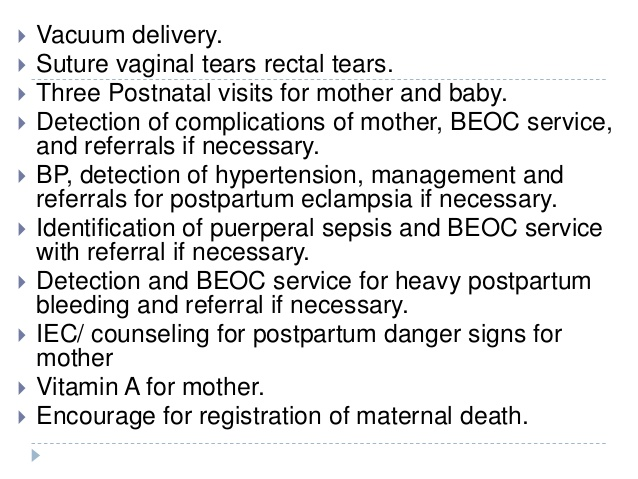 Vacuum delivery.
Suture vaginal tears rectal tears.
Three Postnatal visits for mother and baby.
Detection of complications of mother, BEOC service,
and referrals if necessary.
BP, detection of hypertension, management and
referrals for postpartum eclampsia if necessary.
Identification of puerperal sepsis and BEOC service
with referral if necessary.
Detection and BEOC service for heavy postpartum
bleeding and referral if necessary.
IEC/ counseling for postpartum danger signs for
mother
Vitamin A for mother.
Encourage for registration of maternal death.